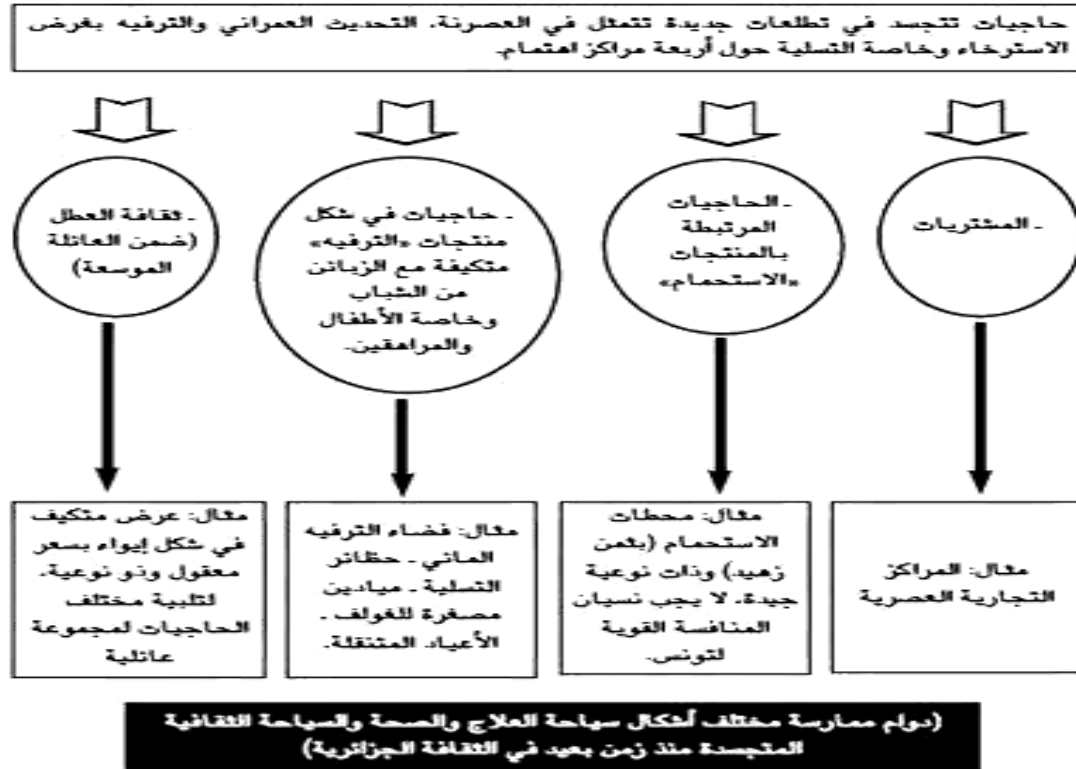 حاجيات تتجسد في تطلعات جديدة تتمثل في العصرنة، التحديث العمراني والترفيه بغرض
الاسترخاء وخاصة التسلية حول أربعة مراكز اهتمام.
ـ المشتريات
ـ الحاجيات
المرتبطة
بالمنتجات
«الاستحمام»
ـ حاجيات في شكل
منتجات «الترفيه»
متكيفة مع الزبائن
من الشباب
وخاصة الأطفال
والمراهقين.
ـ ثقافة العطل
(ضمن العائلة
الموسعة)
مثال: المراكز
التجارية العصرية
مثال: محطات
الاستحمام (بثمن
زهيد) وذات نوعية
جيدة، لا يجب نسيان
المنافسة القوية
لتونس.
مثال: فضاء الترفيه
المائي ـ حظائر
التسلية ـ ميادين
مصغرة للغولف ـ
الأعياد المتنقلة.
مثال: عرض متكيف
في شكل إيواء بسعر
معقول وذو نوعية،
لتلبية مختلف
الحاجيات لمجموعة
عائلية
(دوام ممارسة مختلف أشكال سياحة العلاج والصحة والسياحة الثقافية
المتجسدة منذ زمن بعيد في الثقافة الجزائرية)